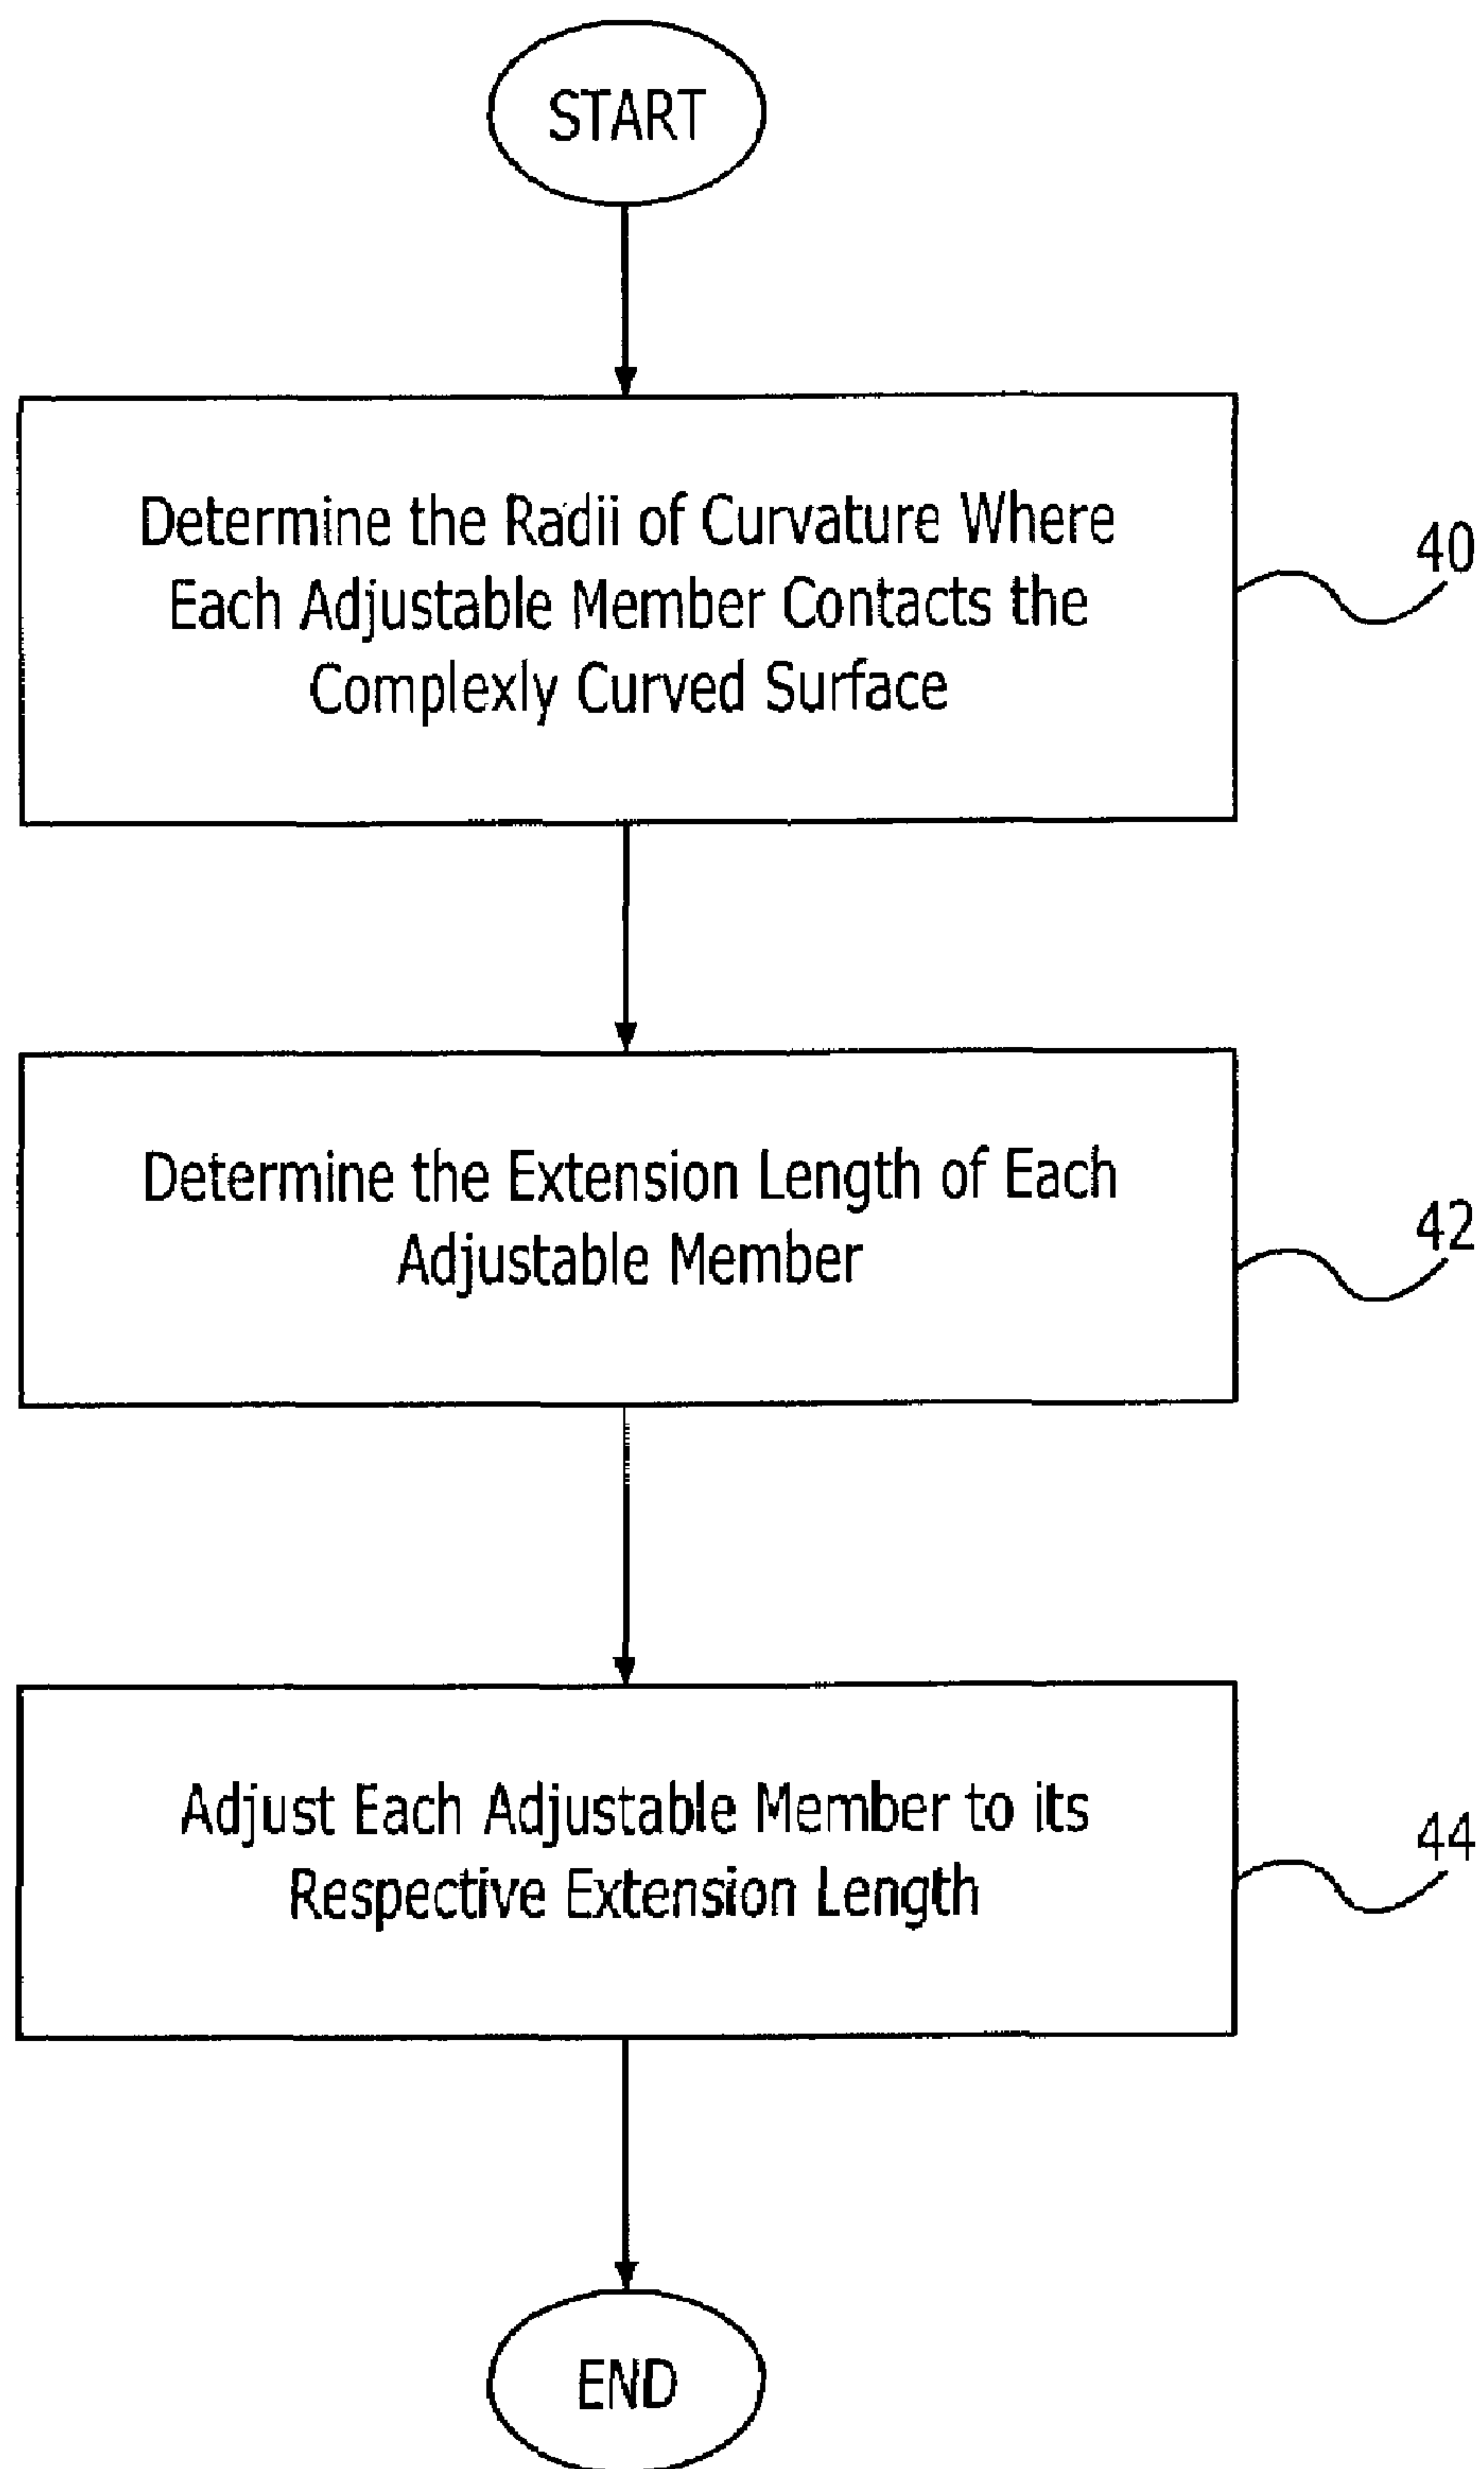 START
Determine the Radii of Curvature Where
Each Adjustable Member Contacts the
Complexly Curved Surface
40
Determine the Extension Length of Each
Adjustable Member
42
Adjust Each Adjustable Member to its
Respective Extension Length
44
END